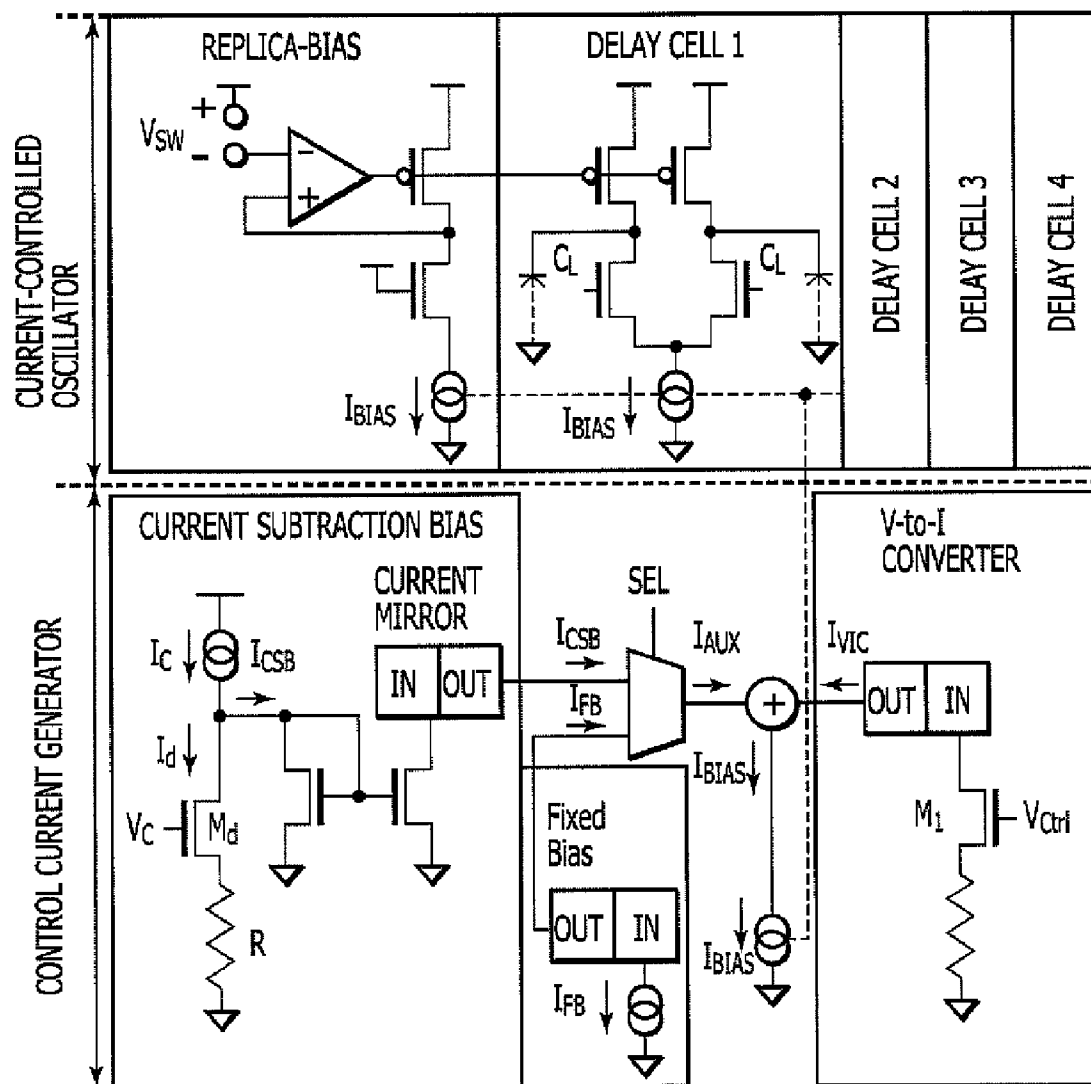 CURRENT-CONTROLLED
OSCILLATOR
REPLICA-BIAS
+
VSW
-
-
+
IBIAS
DELAY CELL 1
CL
CL
IBIAS
DELAY CELL 2
DELAY CELL 3
DELAY CELL 4
CONTROL CURRENT GENERATOR
CURRENT SUBTRACTION BIAS
CURRENT
MIRROR
IC
ICSB
IN
OUT
Id
VC
Md
R
SEL
ICSB
IFB
IAUX
+
IVIC
IBIAS
Fixed
Bias
OUT
IN
IFB
IBIAS
V-to-I
CONVERTER
OUT
IN
M1
VCtrl